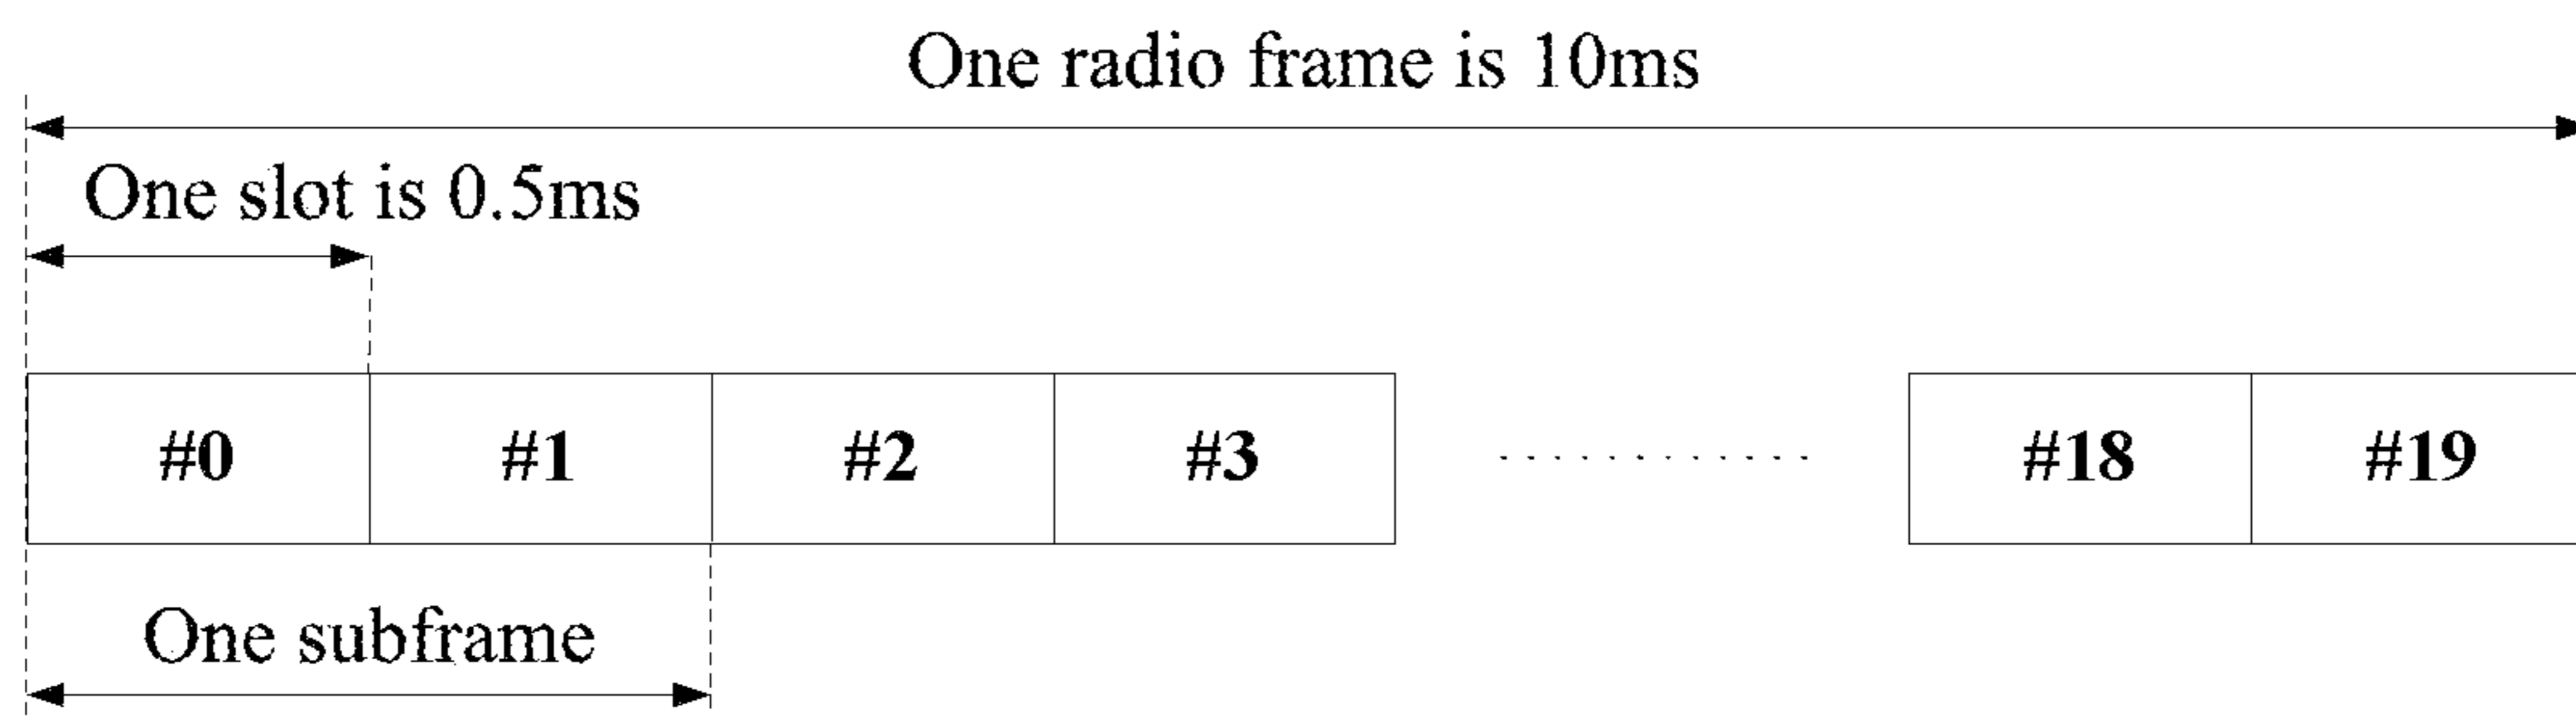 One radio frame is 10ms
One slot is 0.5ms
#0 #1 #2 #3 ........... #18 #19
One subframe